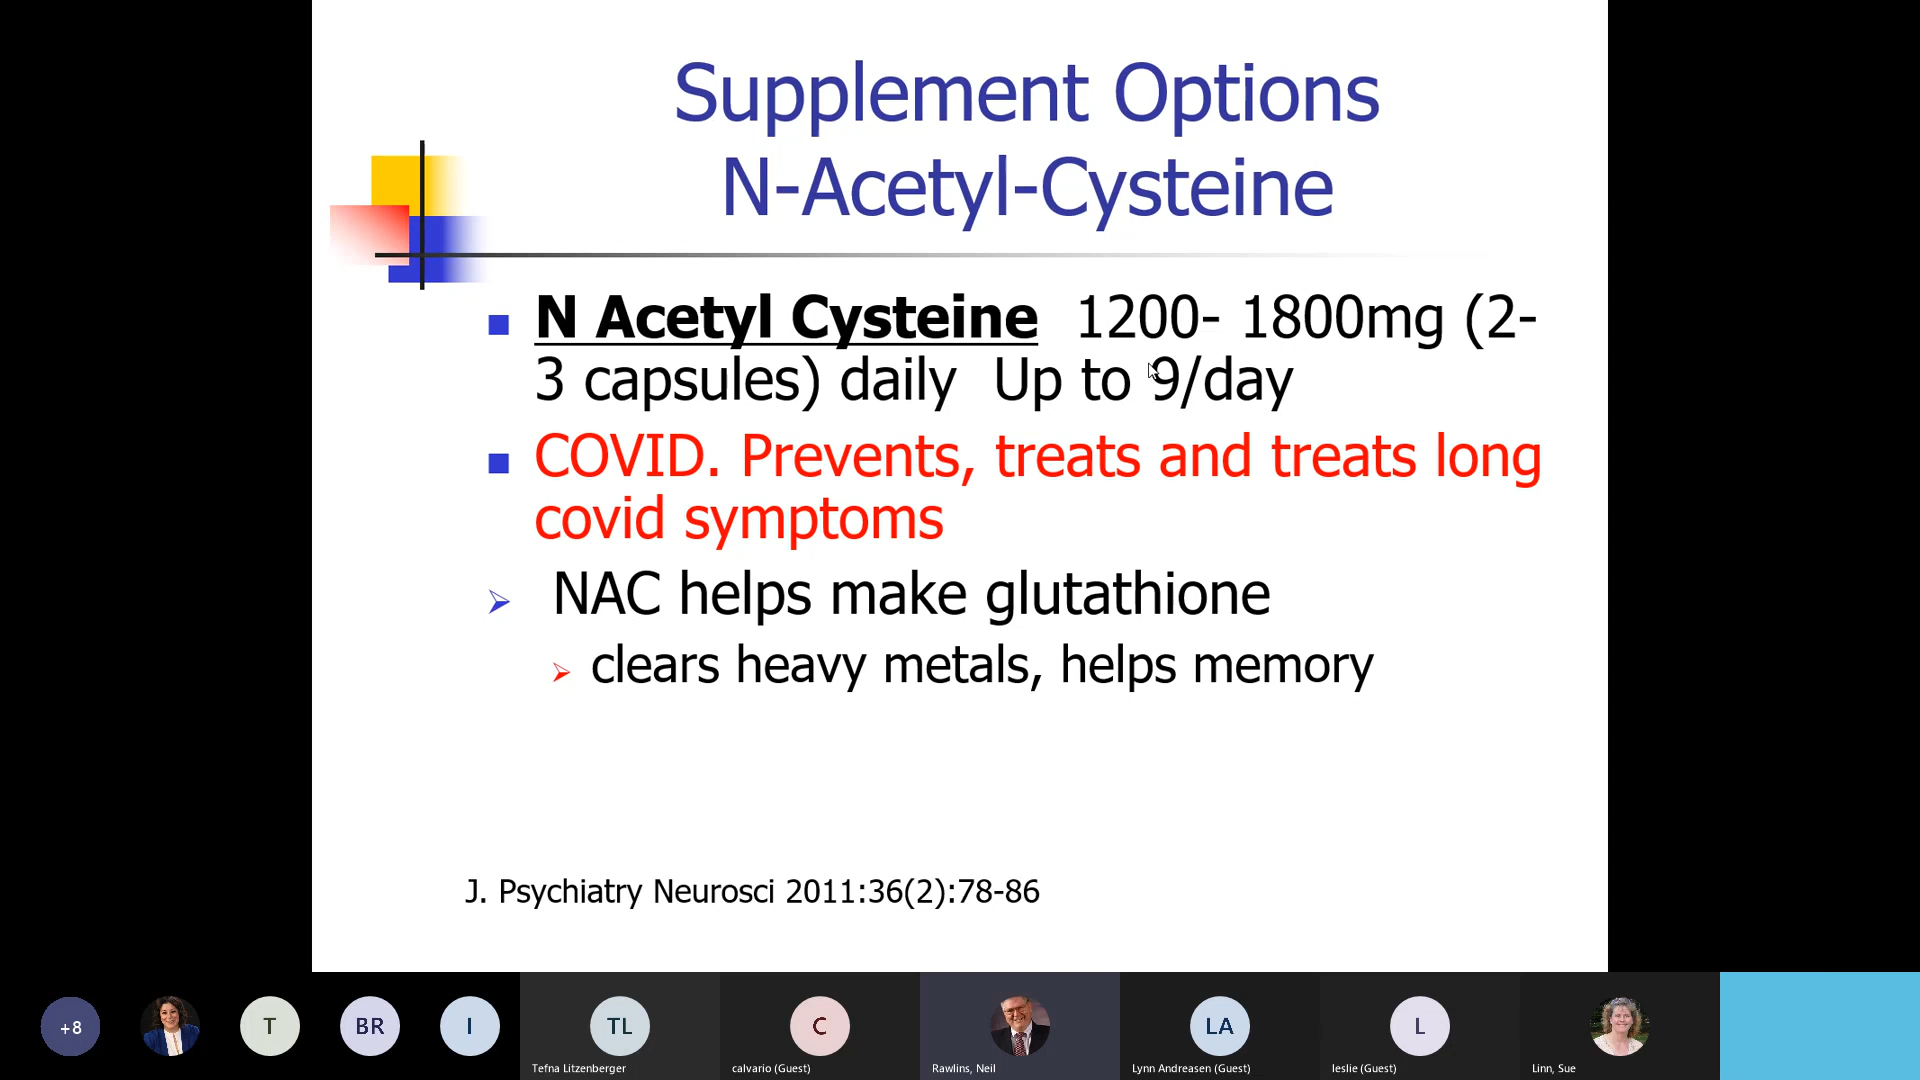 Supplement Options
N-Acetyl-Cysteine
N Acetyl Cysteine 1200- 1800mg (2-
3 capsules) daily Up to 9/day
COVID. Prevents, treats and treats long
covid symptoms
NAC helps make glutathione
clears heavy metals, helps memory
J. Psychiatry Neurosci 2011:36(2):78-86
+8
T
BR
I
TL
C
LA
L
Tefna Litzenberger
calvario (Guest)
Rawlins, Neil
Lynn Andreasen (Guest)
leslie (Guest)
Linn, Sue